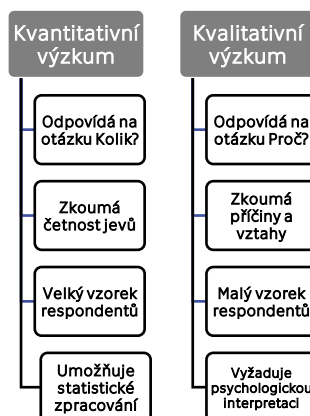 Kvantitativní
výzkum
Odpovídá na
otázku Kolik?
Zkoumá
četnost jevů
Velký vzorek
respondentů
Umožňuje
statistické
zpracování
Kvalitativní
výzkum
Odpovídá na
otázku Proč?
Zkoumá
příčiny a
vztahy
Malý vzorek
respondentů
Vyžaduje
psychologickou
interpretaci